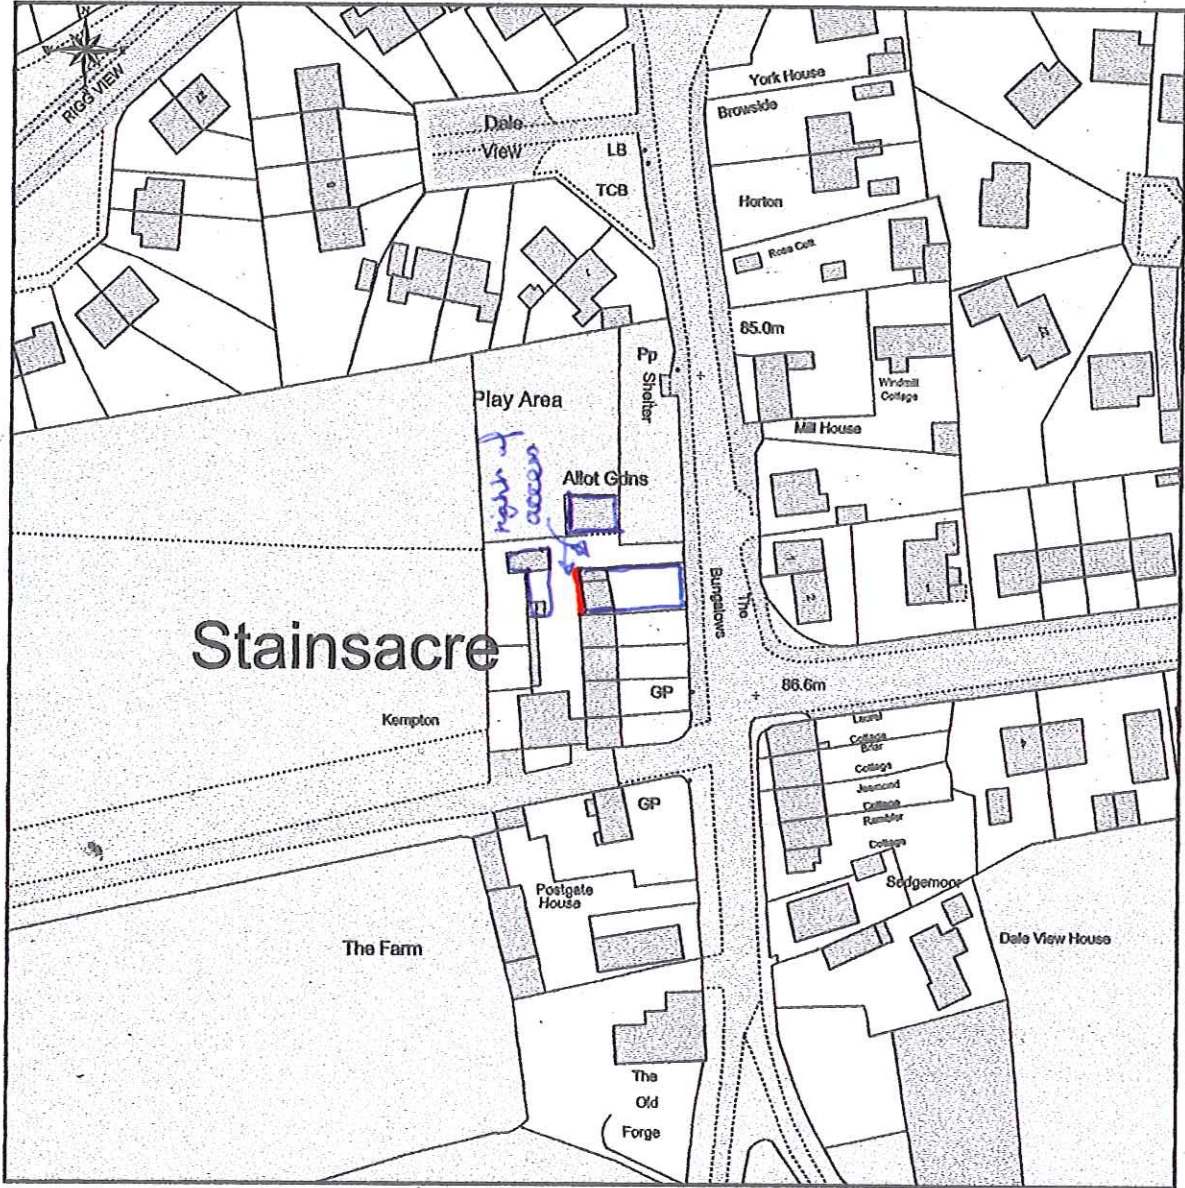 N
RIGG VIEW
22
Dale
View
LB
TCB
York House
Browside
Horton
Rose Cott
85.0m
Pp
Shelter
Windmill
Cottage
Mill House
Play Area
right of
access
Allot Gdns
The
Bungalows
Stainsacre
Kempton
GP
86.6m
Laurel
Cottage
Briar
Cottage
Jesmond
Cottage
Rambler
Cottage
GP
Postgate
House
Sedgemoor
The Farm
Dale View House
The
Old
Forge